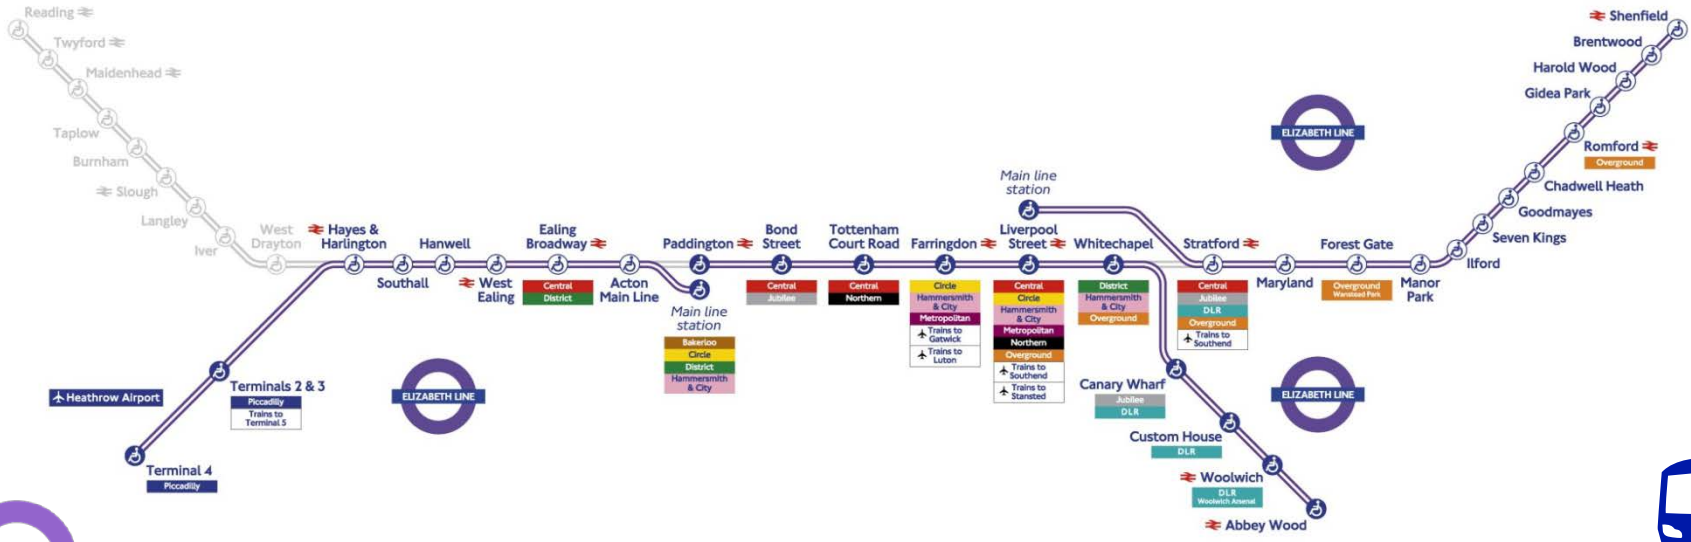 Reading
Twyford
Maidenhead
Taplow
Burnham
Slough
Langley
Iver
West
Drayton
Hayes &
Harlington
Southall
Hanwell
West
Ealing
Ealing
Broadway
Central
District
Acton
Main Line
Paddington
Main line
station
Bakerloo
Circle
District
Hammersmith
& City
Bond
Street
Central
Jubilee
Tottenham
Court Road
Central
Northern
Farringdon
Circle
Hammersmith
& City
Metropolitan
Trains to
Gatwick
Trains to
Luton
Main line
station
Liverpool
Street
Central
Circle
Hammersmith
& City
Metropolitan
Northern
Overground
Trains to
Southend
Trains to
Stansted
Whitechapel
District
Hammersmith
& City
Overground
Stratford
Central
Jubilee
DLR
Overground
Trains to
Southend
Maryland
Forest Gate
Overground
Wanstead Park
Manor
Park
Ilford
Seven Kings
Goodmayes
Chadwell Heath
Romford
Overground
Gidea Park
Harold Wood
Brentwood
Shenfield
ELIZABETH LINE
Heathrow Airport
Terminals 2 & 3
Piccadilly
Trains to
Terminal 5
Terminal 4
Piccadilly
ELIZABETH LINE
Canary Wharf
Jubilee
DLR
Custom House
DLR
Woolwich
DLR
Woolwich Arsenal
Abbey Wood
ELIZABETH LINE